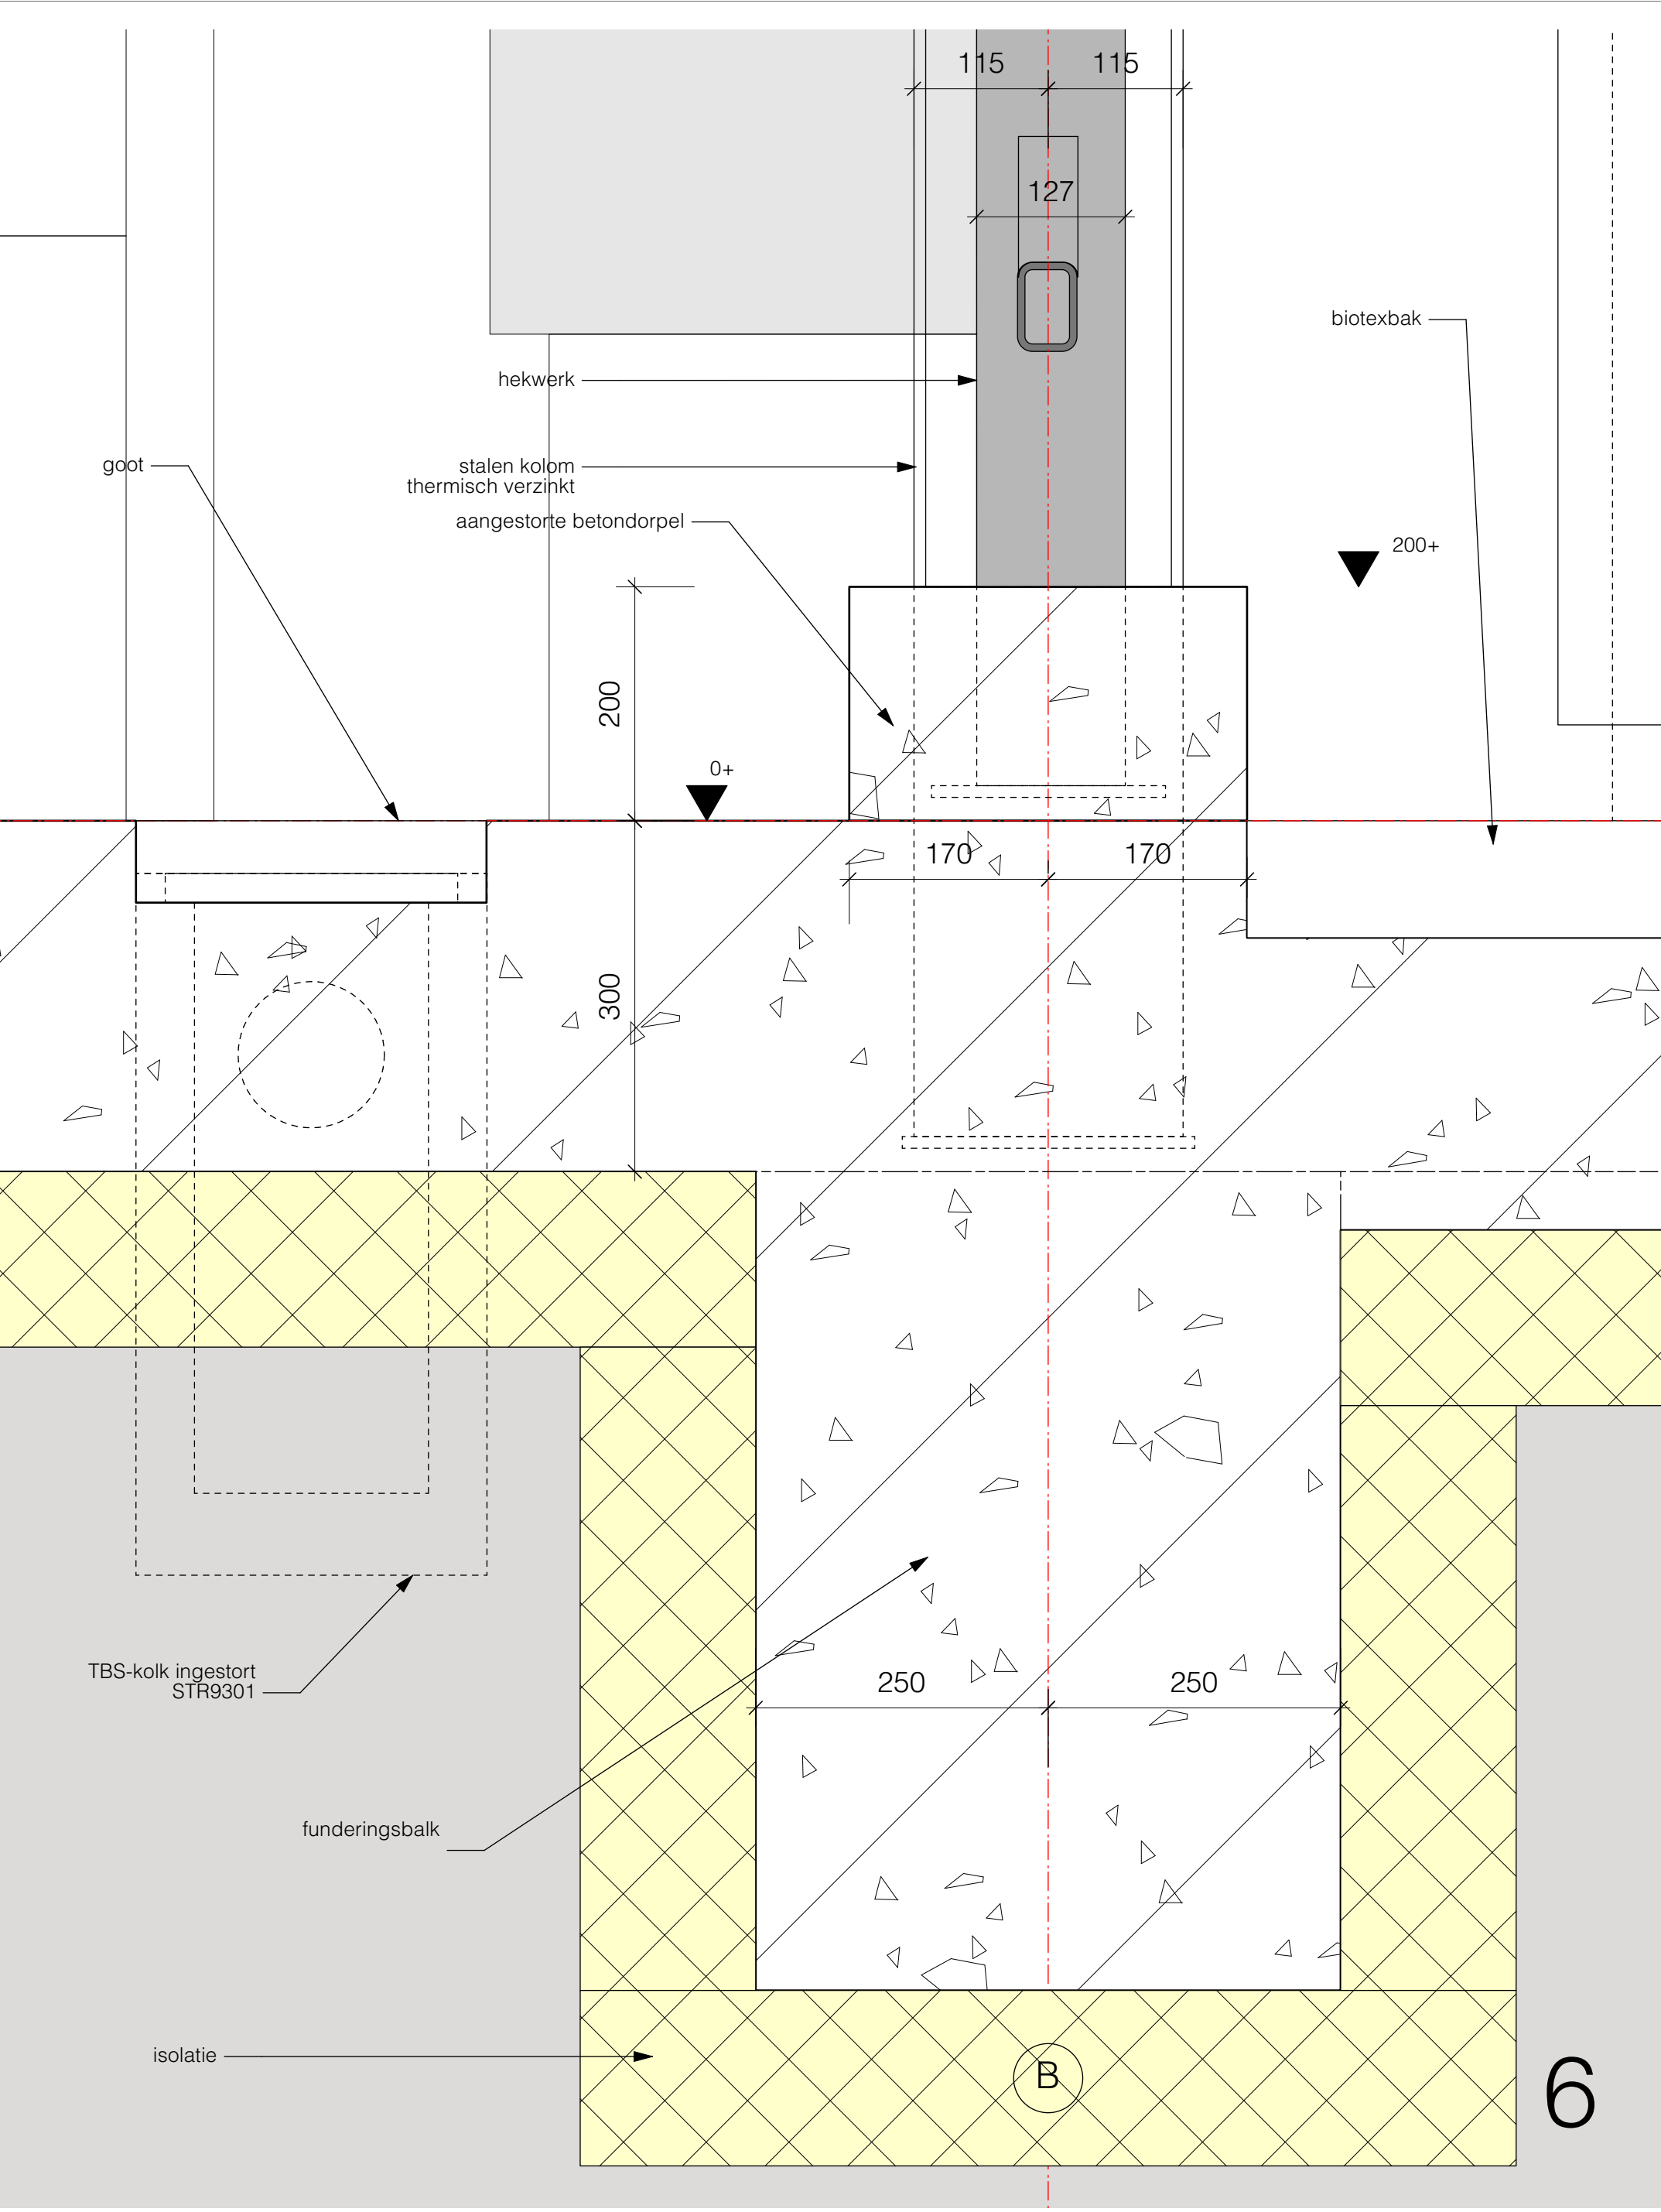 115
115
127
biotexbak
hekwerk
goot
stalen kolom
thermisch verzinkt
aangestorte betondorpel
200+
200
0+
170
170
300
TBS-kolk ingestort
STR9301
250
250
funderingsbalk
isolatie
B
6